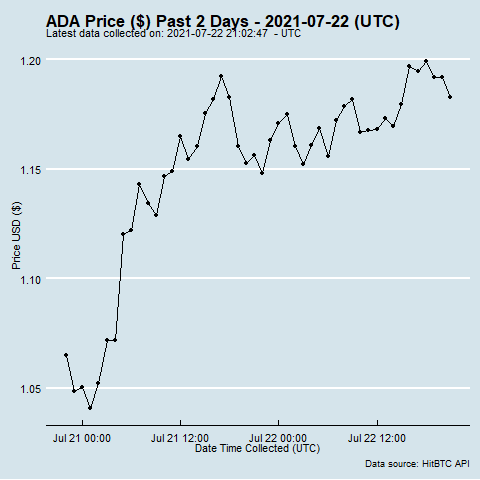 ADA Price ($) Past 2 Days - 2021-07-22 (UTC)
Latest data collected on: 2021-07-22 21:02:47  - UTC
Price USD ($)
1.20
1.15
1.10
1.05
Jul 21 00:00 Jul 21 12:00 Jul 22 00:00 Jul 22 12:00
Date Time Collected (UTC)
Data source: HitBTC API